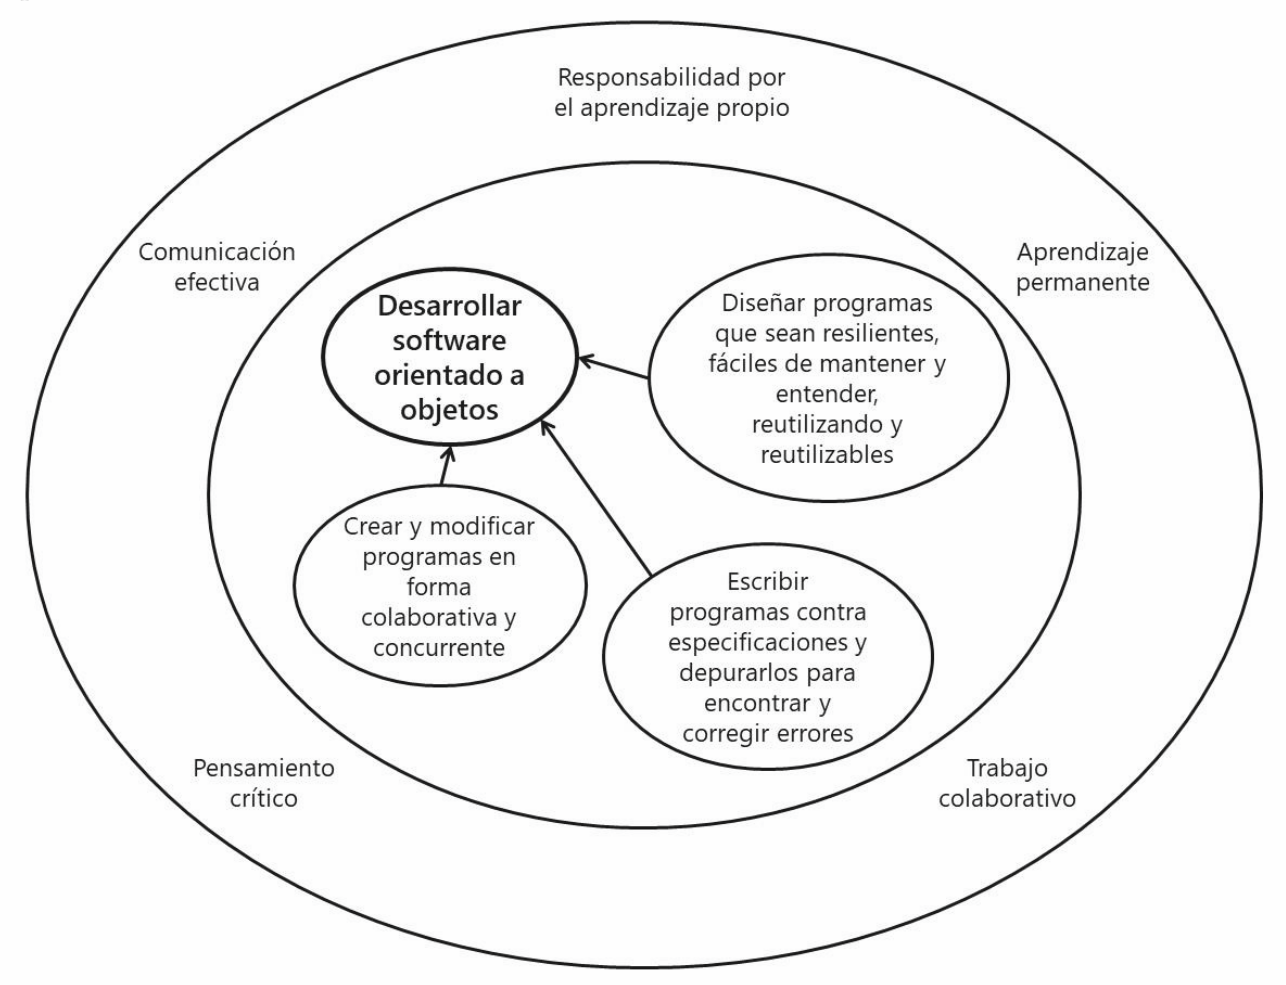 Responsabilidad por
el aprendizaje propio
Comunicación
efectiva
Aprendizaje
permanente
Desarrollar
software
orientado a
objetos
Diseñar programas
que sean resilientes,
fáciles de mantener y
entender,
reutilizando y
reutilizables
Crear y modificar
programas en
forma
colaborativa y
concurrente
Escribir
programas contra
especificaciones y
depurarlos para
encontrar y
corregir errores
Pensamiento
crítico
Trabajo
colaborativo